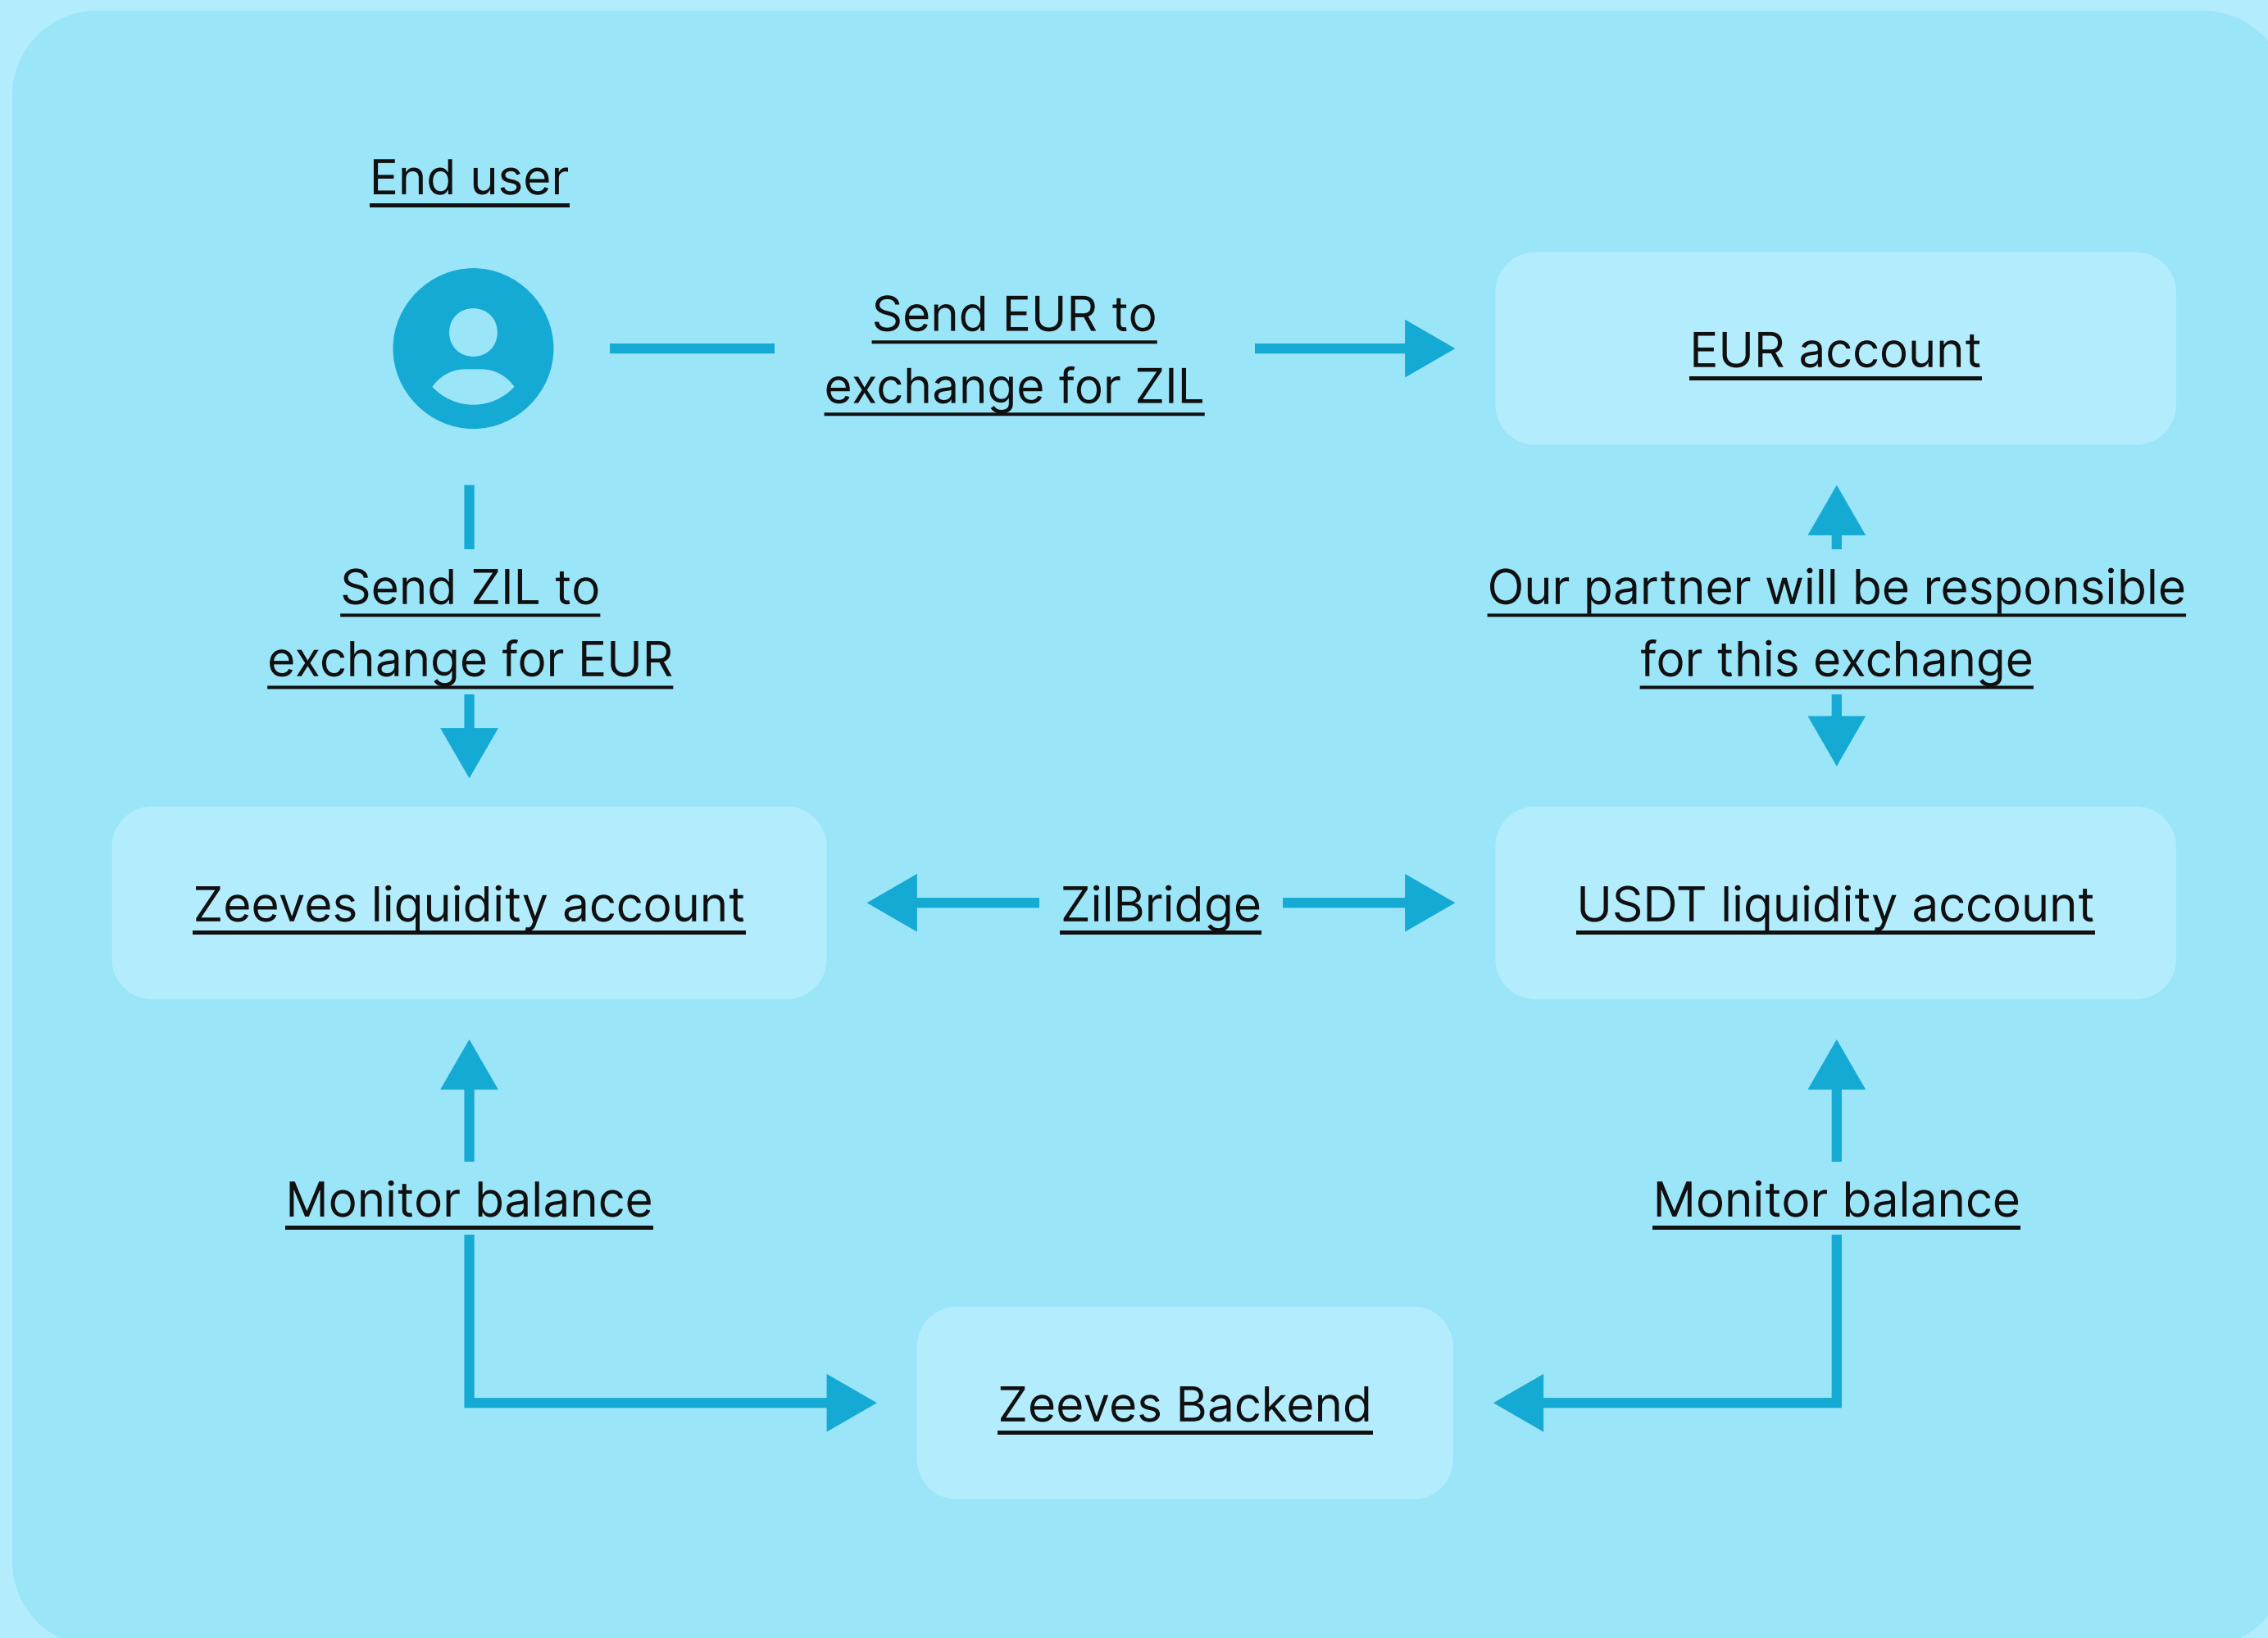 End user
Send EUR to
exchange for ZIL
EUR account
Send ZIL to
exchange for EUR
Our partner will be responsible
for this exchange
Zeeves liquidity account
ZilBridge
USDT liquidity account
Monitor balance
Monitor balance
Zeeves Backend